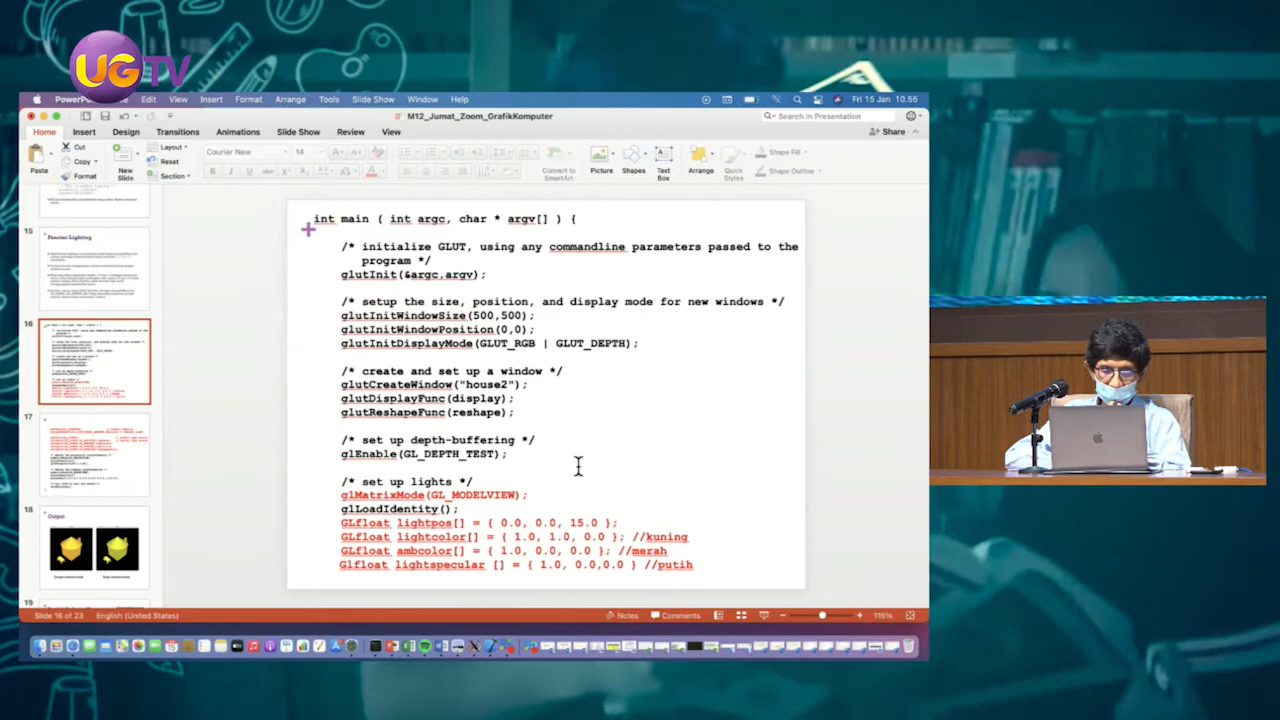 UGTV
PowerPoint
Edit
View
Insert
Format
Arrange
Tools
Slide Show
Window
Help
Fri 15 Jan 10.55
M12_Jumat_Zoom_GrafikKomputer
Search in Presentation
Home
Insert
Design
Transitions
Animations
Slide Show
Review
View
Share
Paste
Cut
Copy
Format
New Slide
Layout
Reset
Section
Courier New
14
Convert to SmartArt
Picture
Shapes
Text Box
Arrange
Quick Styles
Shape Fill
Shape Outline
15
Function Lighting
16
17
18
Output
19
int main ( int argc, char * argv[] ) {
/* initialize GLUT, using any commandline parameters passed to the
program */
glutInit(&argc,argv);
/* setup the size, position, and display mode for new windows */
glutInitWindowSize(500,500);
glutInitWindowPosition(0,0);
glutInitDisplayMode(GLUT_RGB | GLUT_DEPTH);
/* create and set up a window */
glutCreateWindow("house2");
glutDisplayFunc(display);
glutReshapeFunc(reshape);
/* set up depth-buffering */
glEnable(GL_DEPTH_TEST);
/* set up lights */
glMatrixMode(GL_MODELVIEW);
glLoadIdentity();
GLfloat lightpos[] = { 0.0, 0.0, 15.0 };
GLfloat lightcolor[] = { 1.0, 1.0, 0.0 }; //kuning
GLfloat ambcolor[] = { 1.0, 0.0, 0.0 }; //merah
Glfloat lightspecular [] = { 1.0, 0.0,0.0 } //putih
Slide 16 of 23
English (United States)
Notes
Comments
115%